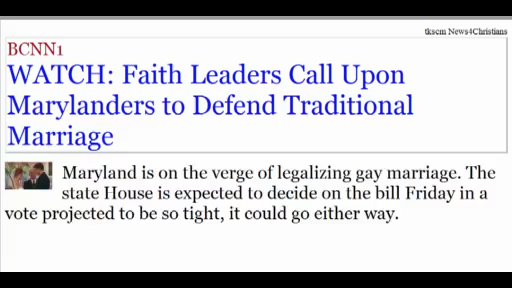 tkscm News4Christians
BCNN1
WATCH: Faith Leaders Call Upon
Marylanders to Defend Traditional
Marriage
Maryland is on the verge of legalizing gay marriage. The
state House is expected to decide on the bill Friday in a
vote projected to be so tight, it could go either way.